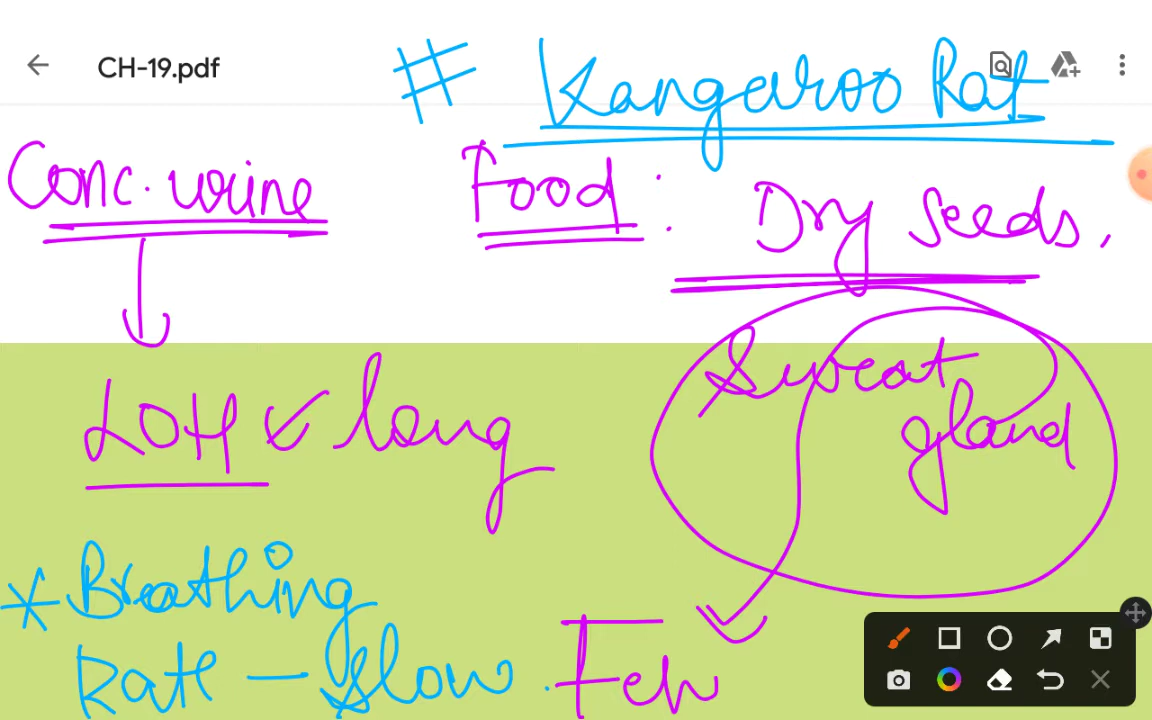 CH-19.pdf
# Kangaroo Rat
Conc. urine
Food : Dry Seeds.
Sweat
gland
LOH long
* Breathing
Rate - Slow.
Few